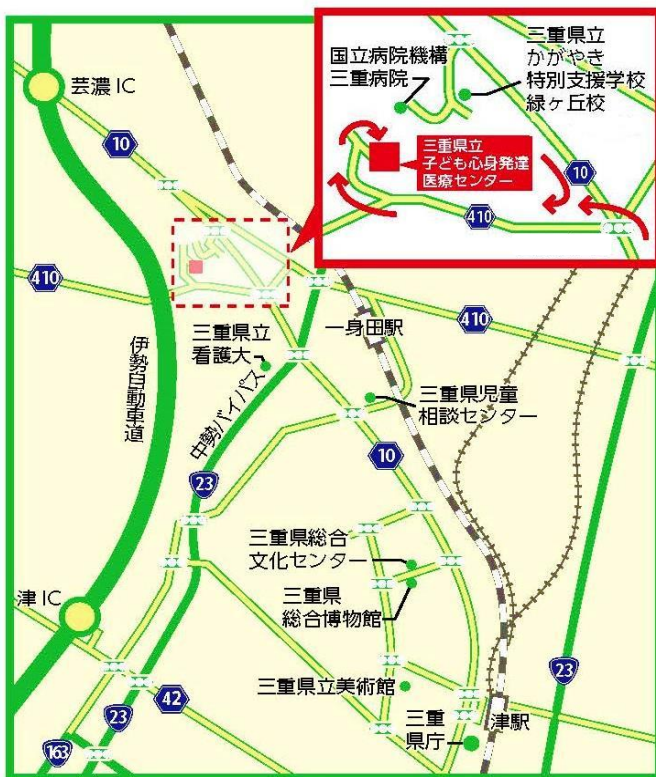 国立病院機構
三重病院
三重県立
かがやき
特別支援学校
緑ヶ丘校
三重県立
子ども心身発達
医療センター
10
410
芸濃IC
10
410
410
一身田駅
三重県立
看護大
伊勢自動車道
中勢バイパス
三重県児童
相談センター
10
23
三重県総合
文化センター
三重県
総合博物館
津IC
三重県立美術館
23
42
23
津駅
三重
県庁
163